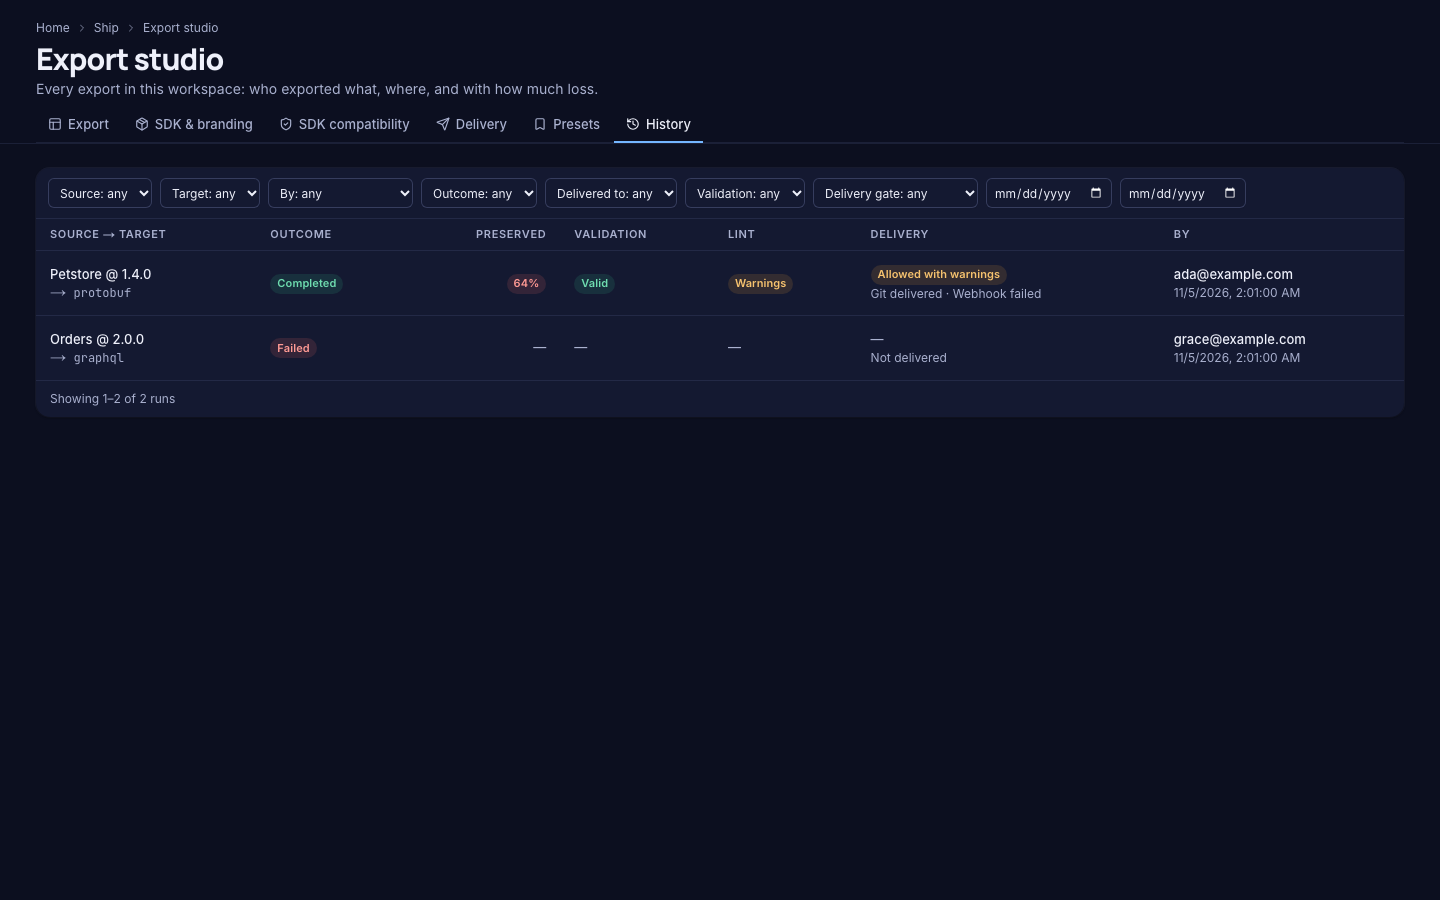 Home > Ship > Export studio
Export studio
Every export in this workspace: who exported what, where, and with how much loss.
Export SDK & branding SDK compatibility Delivery Presets History
Source: any Target: any By: any Outcome: any Delivered to: any Validation: any Delivery gate: any mm/dd/yyyy mm/dd/yyyy
SOURCE → TARGET OUTCOME PRESERVED VALIDATION LINT DELIVERY BY
Petstore @ 1.4.0 Completed 64% Valid Warnings Allowed with warnings ada@example.com
→ protobuf Git delivered · Webhook failed 11/5/2026, 2:01:00 AM
Orders @ 2.0.0 Failed — — — — grace@example.com
→ graphql Not delivered 11/5/2026, 2:01:00 AM
Showing 1–2 of 2 runs